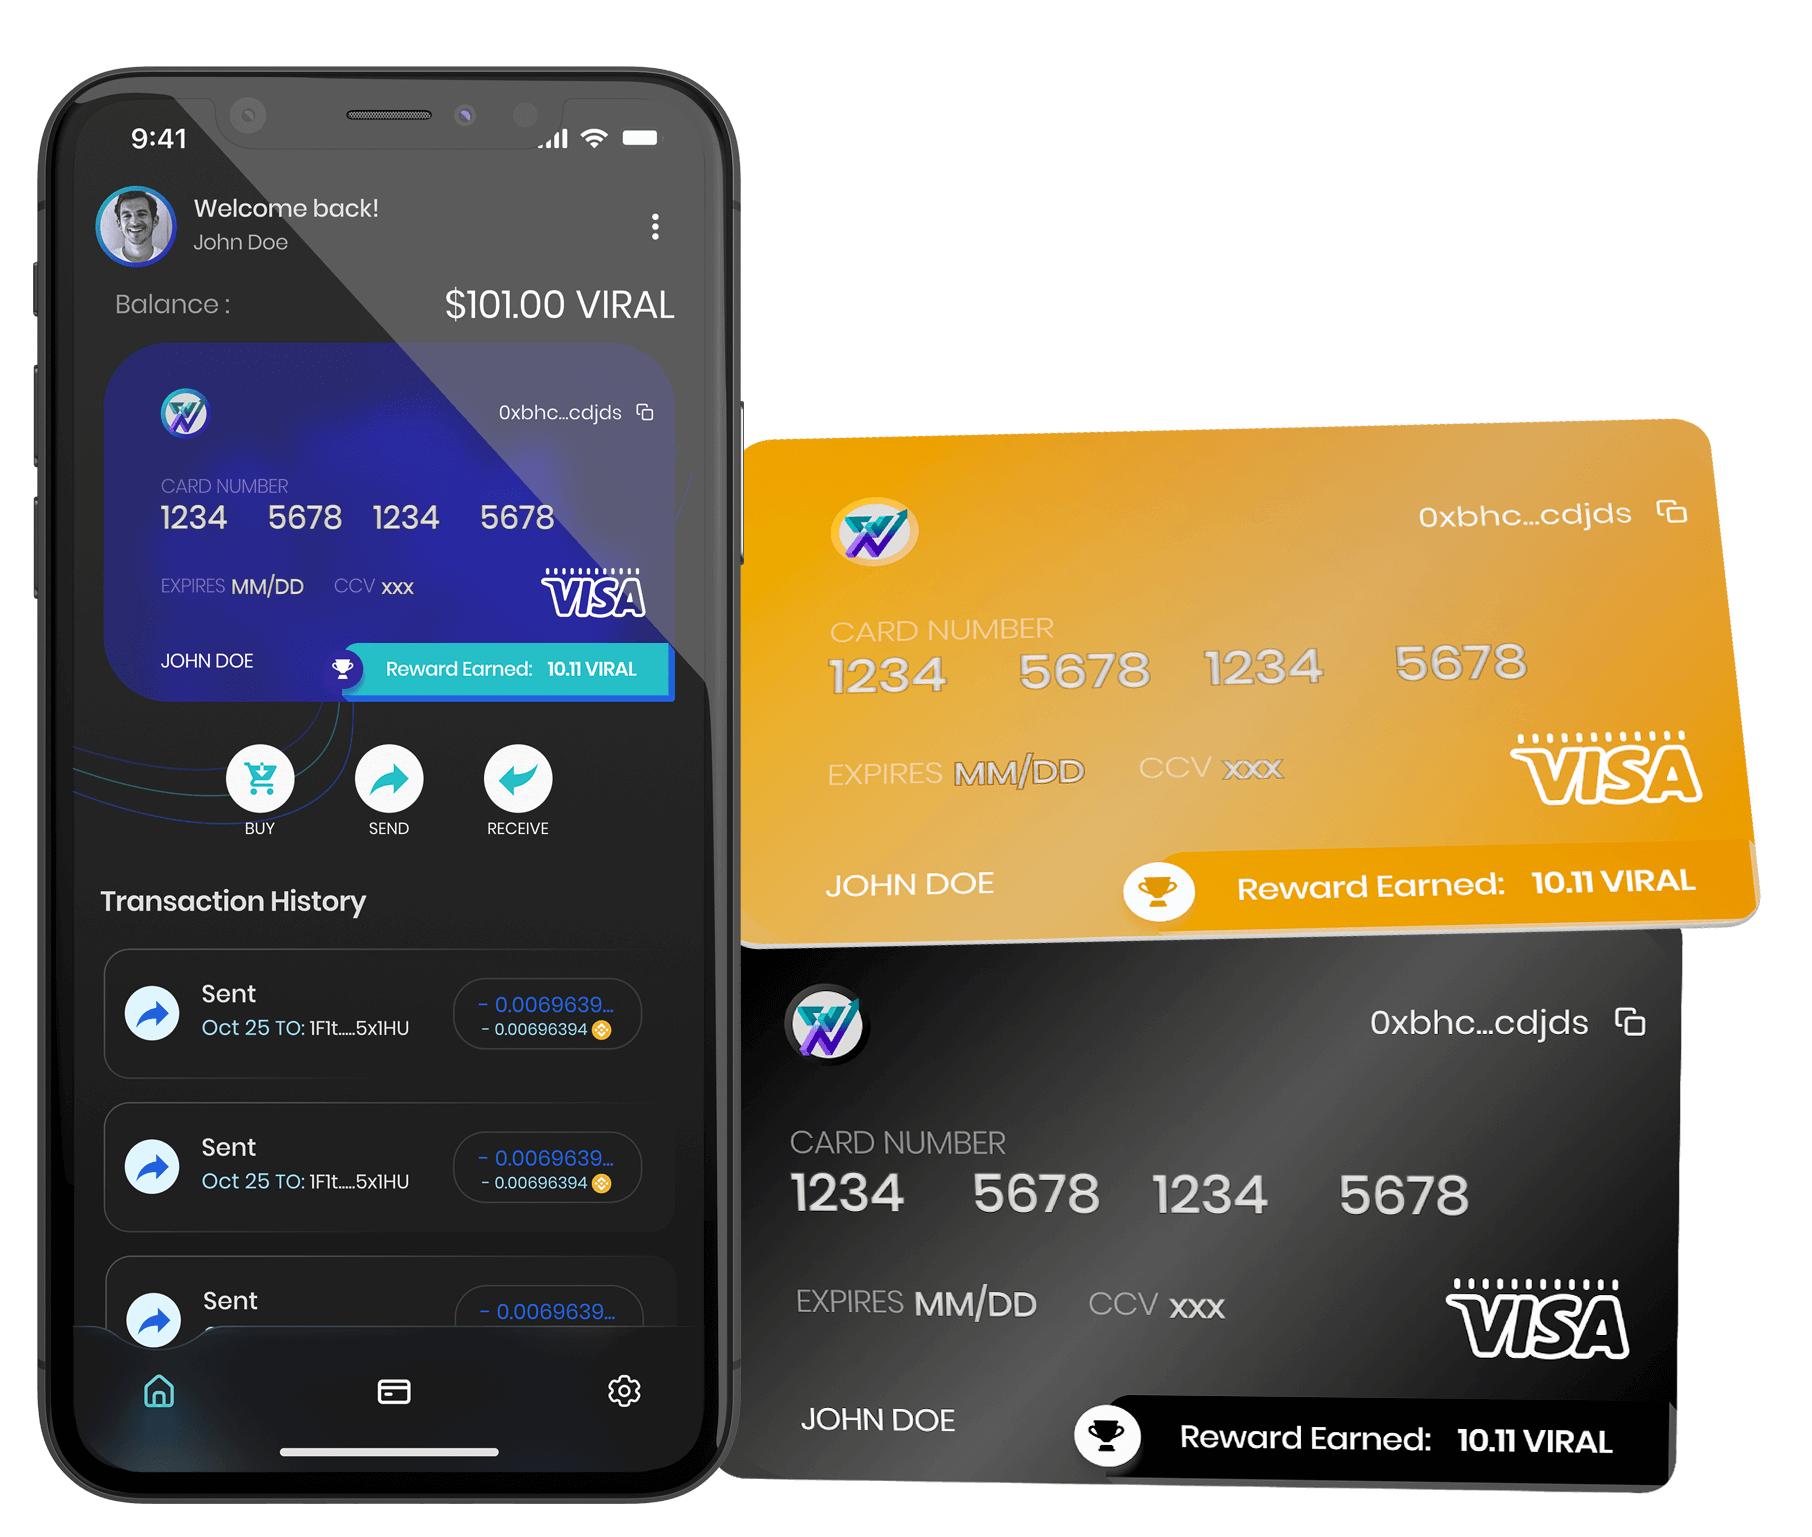 9:41
Welcome back!
John Doe
Balance :
$101.00 VIRAL
0xbhc...cdjds
CARD NUMBER
1234 5678 1234 5678
EXPIRES MM/DD CCV xxx
VISA
JOHN DOE
Reward Earned: 10.11 VIRAL
BUY
SEND
RECEIVE
Transaction History
Sent
Oct 25 TO: 1F1t.....5x1HU
- 0.0069639...
- 0.00696394
Sent
Oct 25 TO: 1F1t.....5x1HU
- 0.0069639...
- 0.00696394
Sent
- 0.0069639...
0xbhc...cdjds
CARD NUMBER
1234 5678 1234 5678
EXPIRES MM/DD CCV xxx
VISA
JOHN DOE
Reward Earned: 10.11 VIRAL
0xbhc...cdjds
CARD NUMBER
1234 5678 1234 5678
EXPIRES MM/DD CCV xxx
VISA
JOHN DOE
Reward Earned: 10.11 VIRAL